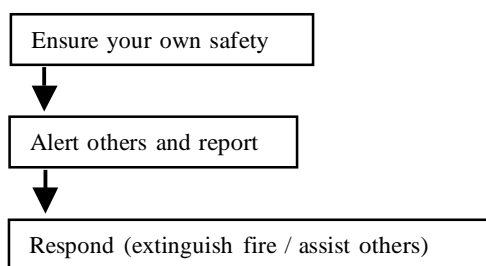 Ensure your own safety
Alert others and report
Respond (extinguish fire / assist others)